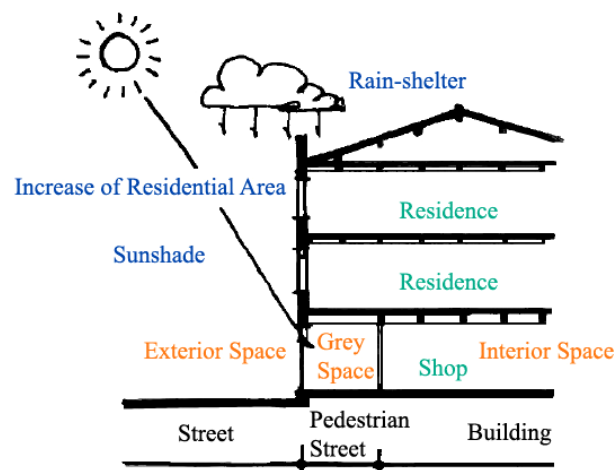 Rain-shelter
Increase of Residential Area
Residence
Sunshade
Residence
Exterior Space
Grey
Space
Interior Space
Shop
Street
Pedestrian
Street
Building